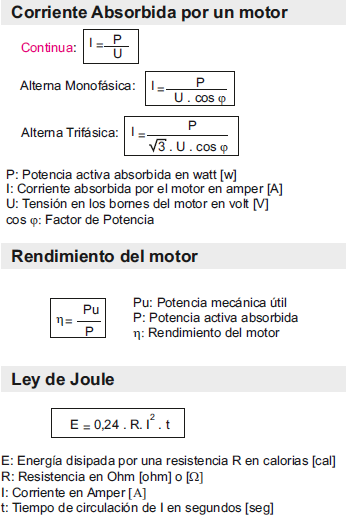 Corriente Absorbida por un motor
Continua: I = P / U
Alterna Monofásica: I = P / U . cos φ
Alterna Trifásica: I = P / √3 . U . cos φ
P: Potencia activa absorbida en watt [w]
I: Corriente absorbida por el motor en amper [A]
U: Tensión en los bornes del motor en volt [V]
cos φ: Factor de Potencia
Rendimiento del motor
η = Pu / P
Pu: Potencia mecánica útil
P: Potencia activa absorbida
η: Rendimiento del motor
Ley de Joule
E = 0,24 . R. I² . t
E: Energía disipada por una resistencia R en calorías [cal]
R: Resistencia en Ohm [ohm] o [Ω]
I: Corriente en Amper [A]
t: Tiempo de circulación de I en segundos [seg]